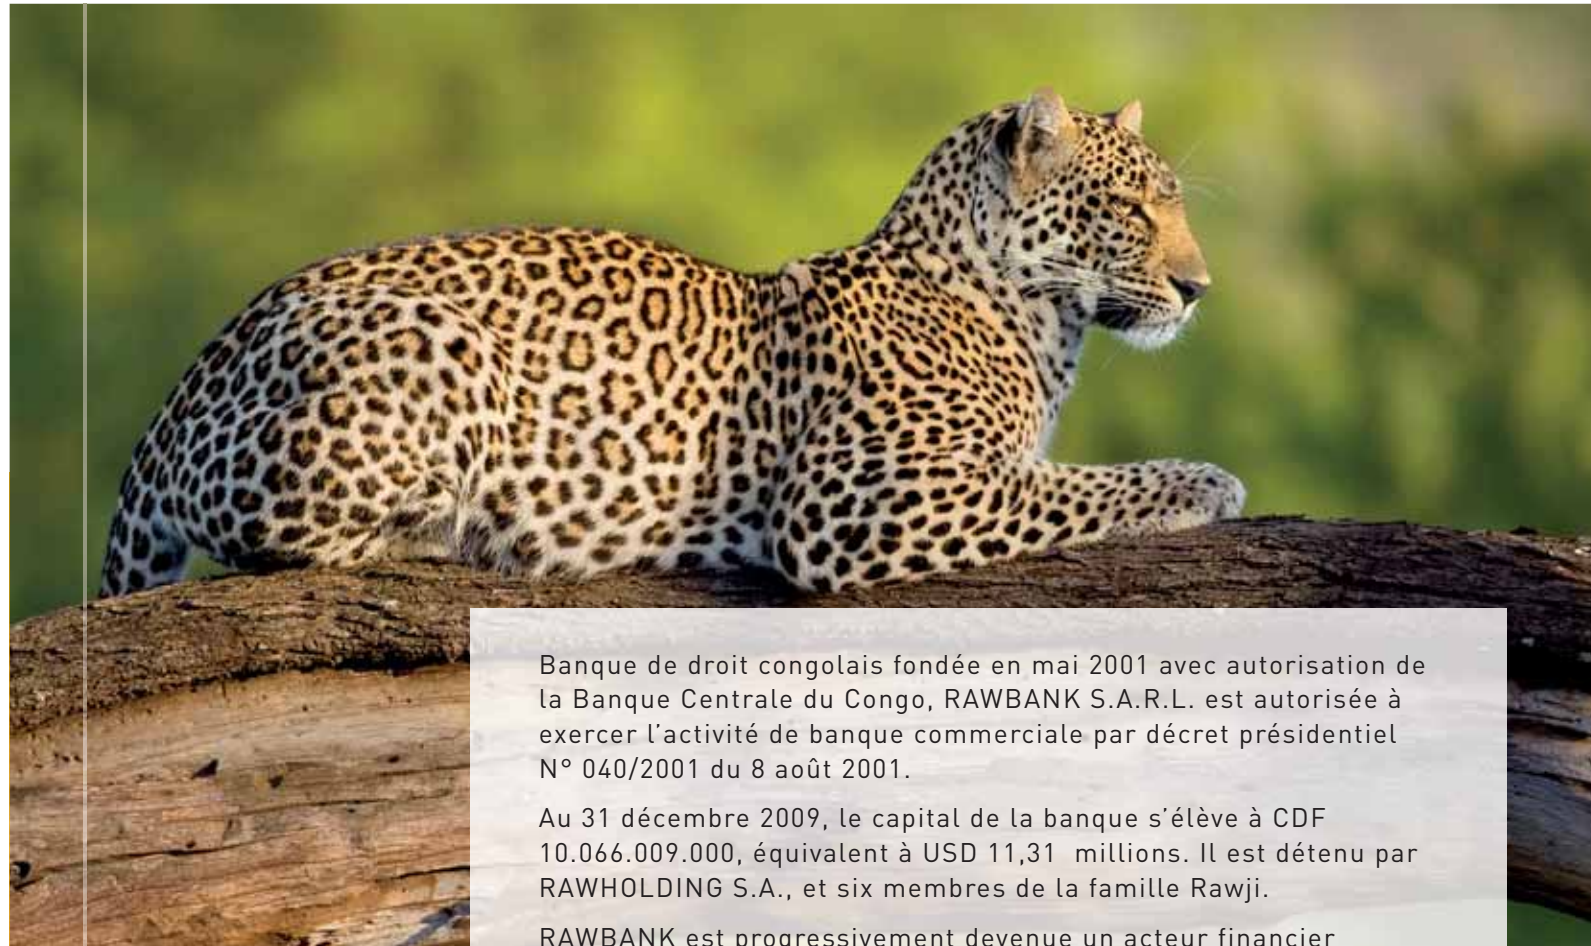 Banque de droit congolais fondée en mai 2001 avec autorisation de
la Banque Centrale du Congo, RAWBANK S.A.R.L. est autorisée à
exercer l’activité de banque commerciale par décret présidentiel
N° 040/2001 du 8 août 2001.
Au 31 décembre 2009, le capital de la banque s’élève à CDF
10.066.009.000, équivalent à USD 11,31 millions. Il est détenu par
RAWHOLDING S.A., et six membres de la famille Rawji.
RAWBANK est progressivement devenue un acteur financier